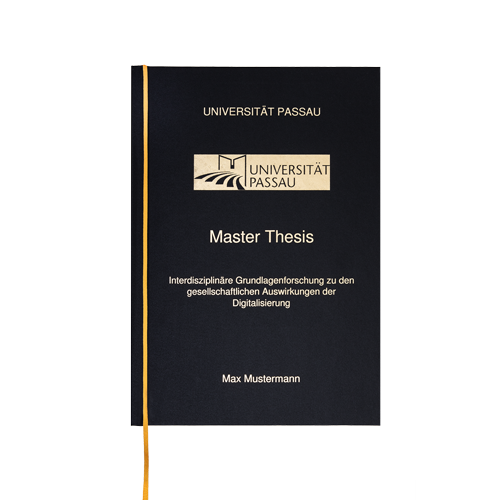 UNIVERSITÄT PASSAU
UNIVERSITÄT
PASSAU
Master Thesis
Interdisziplinäre Grundlagenforschung zu den
gesellschaftlichen Auswirkungen der
Digitalisierung
Max Mustermann